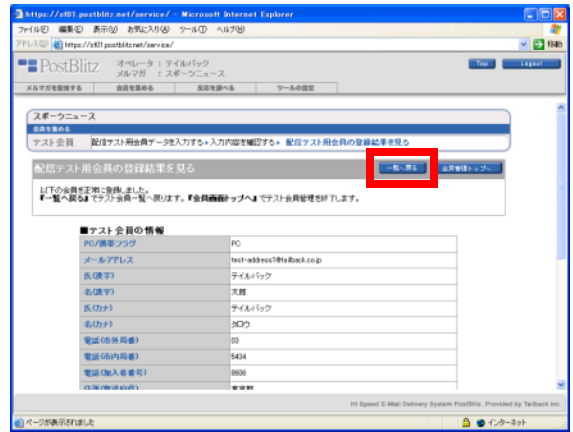 https://st01.postblitz.net/service/ - Microsoft Internet Explorer
ファイル(F) 編集(E) 表示(V) お気に入り(A) ツール(T) ヘルプ(H)
アドレス(D) https://st01.postblitz.net/service/ 移動
PostBlitz オペレータ : テイルバック Top Logout
メルマガ : スポーツニュース
メルマガを配信する 会員を集める 反応を調べる ツールの設定
スポーツニュース
会員を集める
テスト会員 配信テスト用会員データを入力する▶入力内容を確認する▶ 配信テスト用会員の登録結果を見る
配信テスト用会員の登録結果を見る 一覧へ戻る 会員管理トップへ
以下の会員を正常に登録しました。
『一覧へ戻る』でテスト会員一覧へ戻ります。『会員画面トップへ』でテスト会員管理を終了します。
■テスト会員の情報
PC/携帯フラグ PC
メールアドレス test-address1@tailback.co.jp
氏(漢字) テイルバック
名(漢字) 太郎
氏(カナ) テイルバック
名(カナ) タロウ
電話(市外局番) 03
電話(市内局番) 5434
電話(加入者番号) 8606
住所(都道府県) 東京都
Hi Speed E-Mail Delivery System PostBlitz. Provided by Tailback Inc.
ページが表示されました インターネット